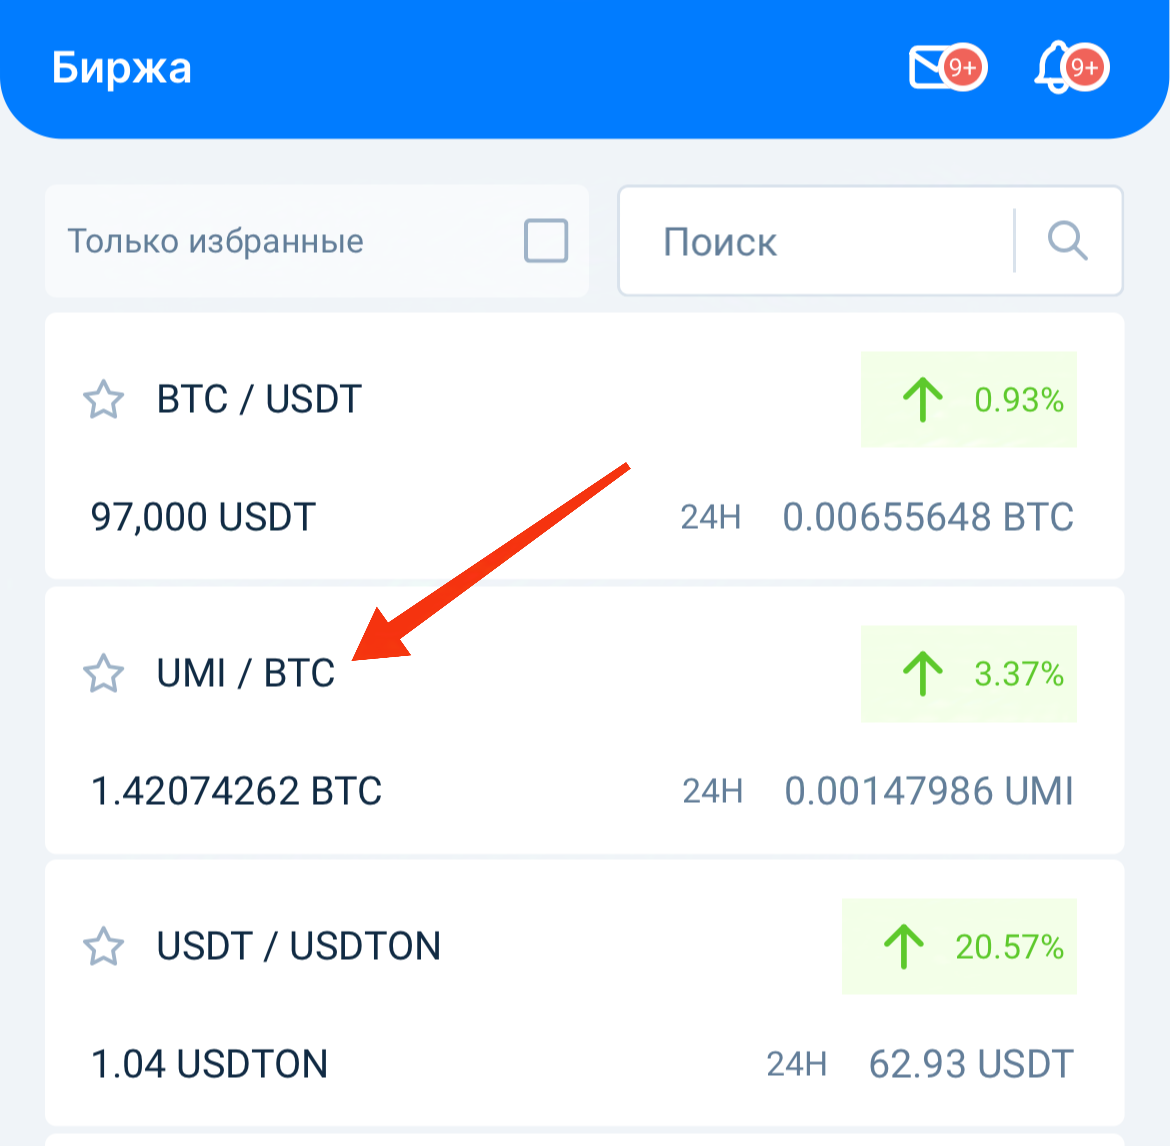 Биржа
9+
9+
Только избранные
Поиск
BTC / USDT
0.93%
97,000 USDT
24H 0.00655648 BTC
UMI / BTC
3.37%
1.42074262 BTC
24H 0.00147986 UMI
USDT / USDTON
20.57%
1.04 USDTON
24H 62.93 USDT